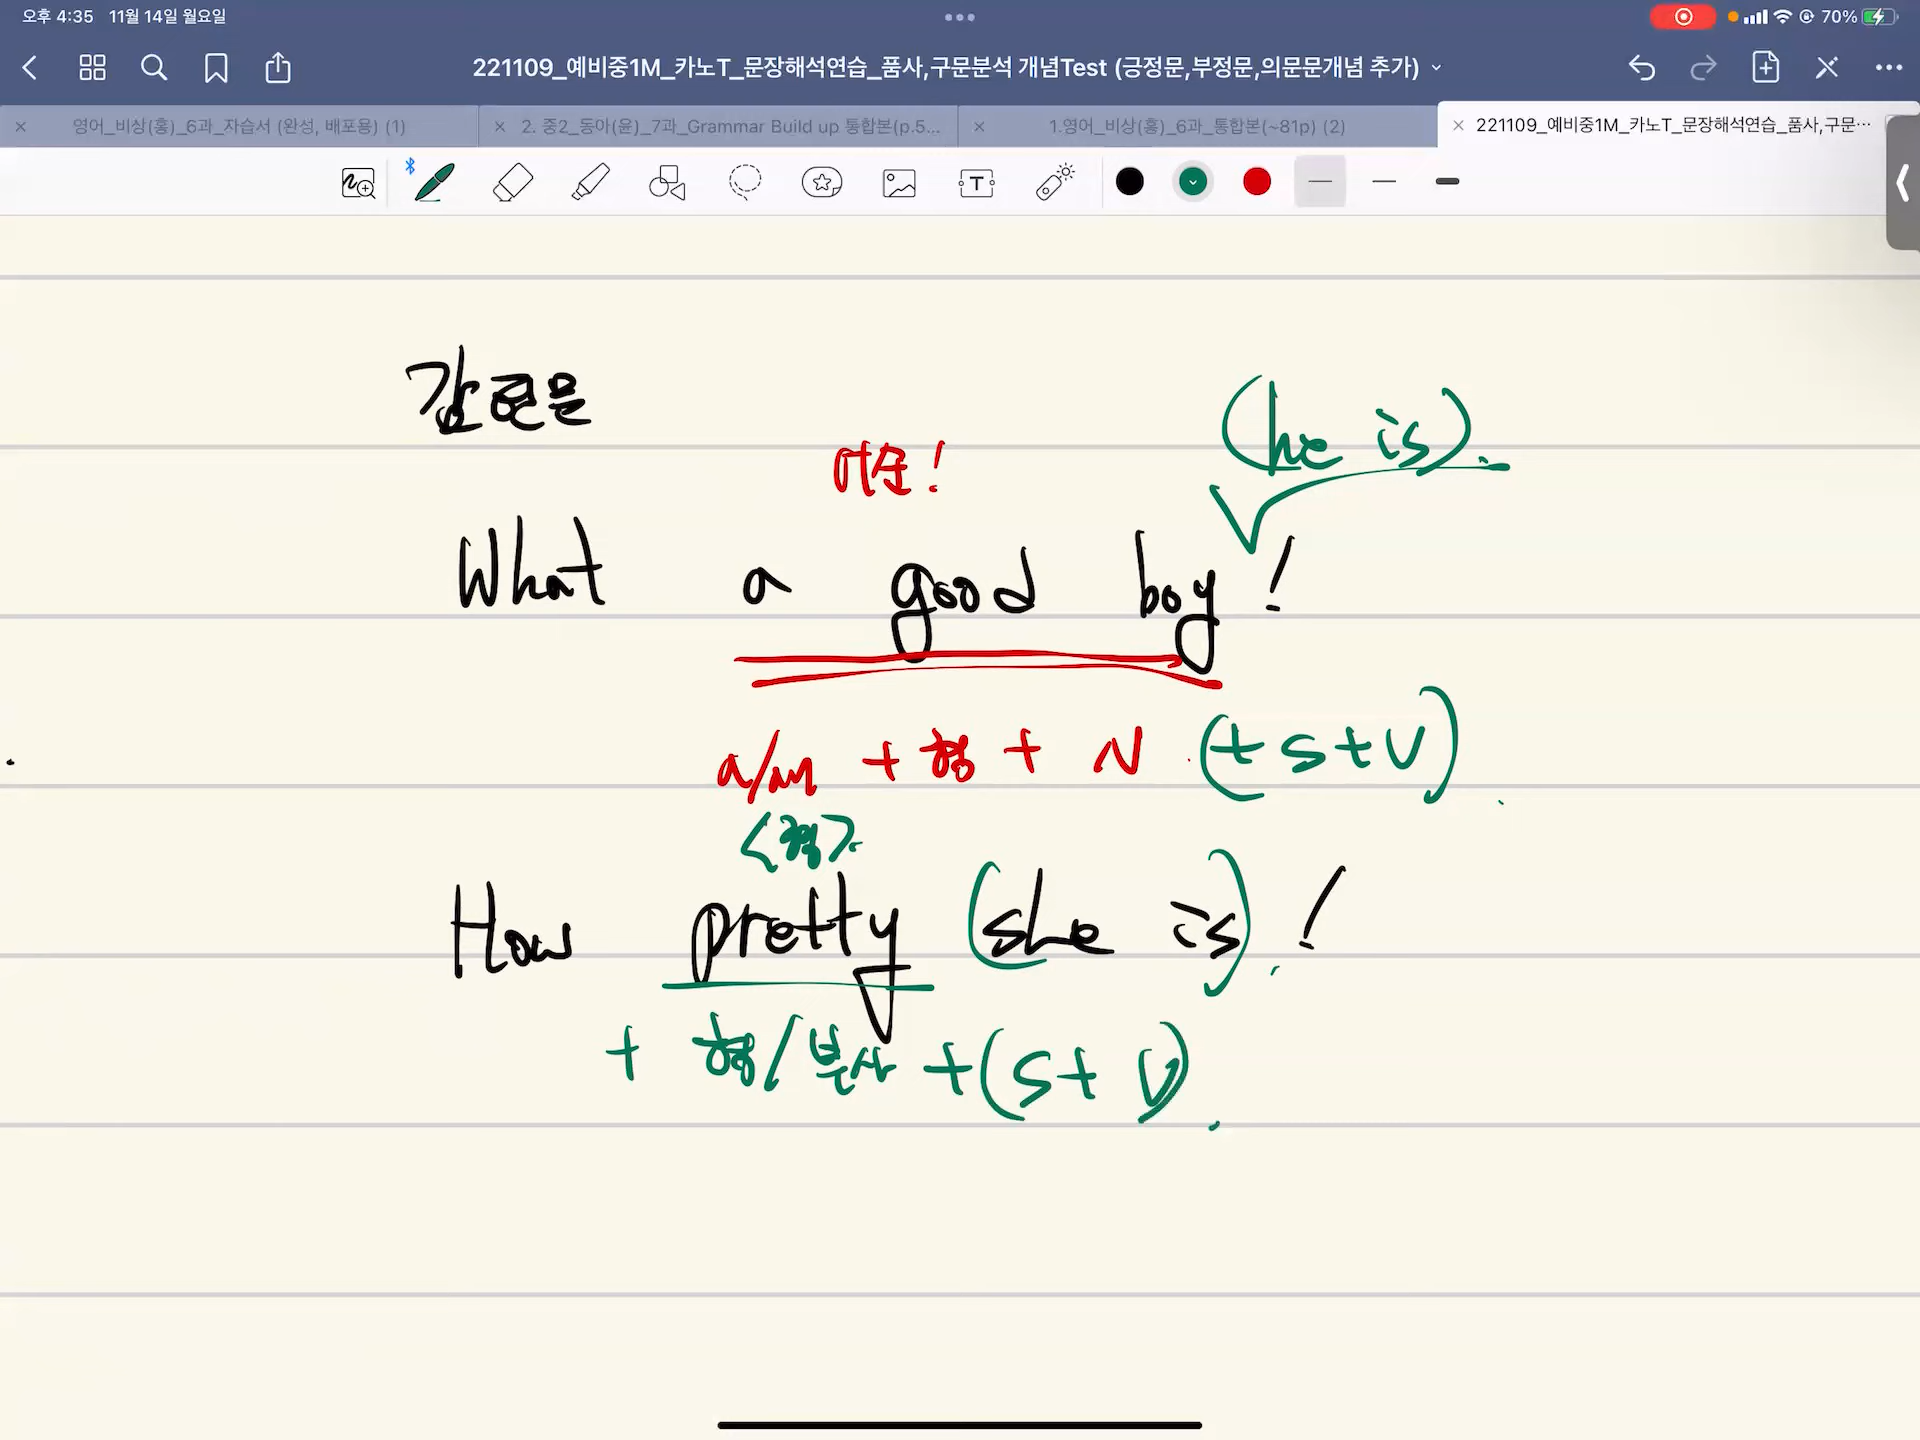 오후 4:35 11월 14일 월요일 70%
221109_예비중1M_카노T_문장해석연습_품사,구문분석 개념Test (긍정문,부정문,의문문개념 추가)
영어_비상(홍)_6과_자습서 (완성, 배포용) (1) 2. 중2_동아(윤)_7과_Grammar Build up 통합본(p.5... 1.영어_비상(홍)_6과_통합본(~81p) (2) 221109_예비중1M_카노T_문장해석연습_품사,구문…
감탄문
(he is).
어순!
What a good boy!
a/an + 형 + N (+ S + V)
<형>
How pretty (she is)!
+ 형/부사 + (S + V)